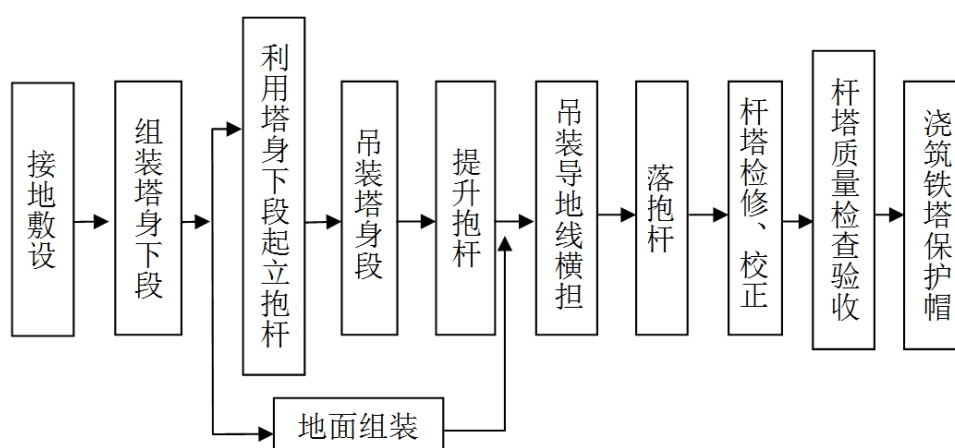 接地敷设
组装塔身下段
利用塔身下段起立抱杆
吊装塔身段
提升抱杆
吊装导地线横担
落抱杆
杆塔检修、校正
杆塔质量检查验收
浇筑铁塔保护帽
地面组装